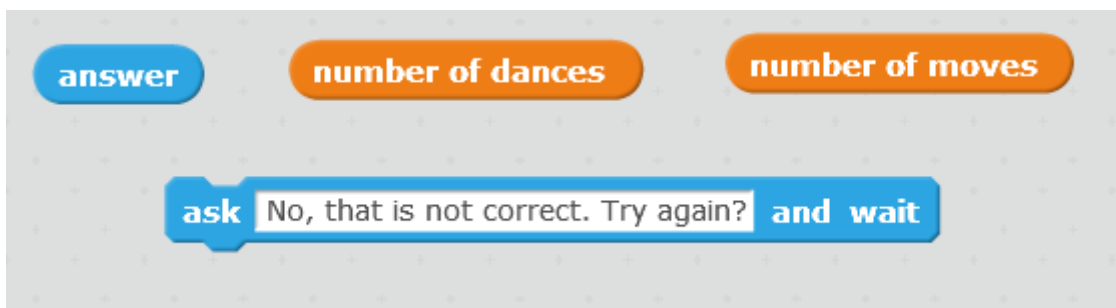 answer
number of dances
number of moves
ask No, that is not correct. Try again? and wait